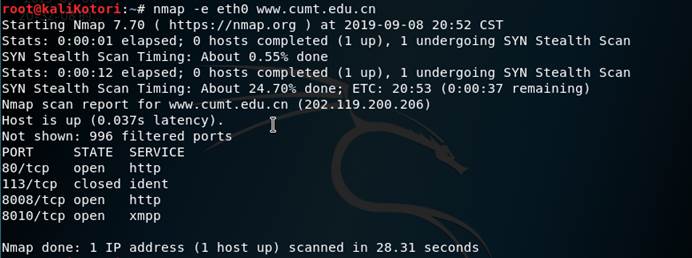 root@kaliKotori:~# nmap -e eth0 www.cumt.edu.cn
Starting Nmap 7.70 ( https://nmap.org ) at 2019-09-08 20:52 CST
Stats: 0:00:01 elapsed; 0 hosts completed (1 up), 1 undergoing SYN Stealth Scan
SYN Stealth Scan Timing: About 0.55% done
Stats: 0:00:12 elapsed; 0 hosts completed (1 up), 1 undergoing SYN Stealth Scan
SYN Stealth Scan Timing: About 24.70% done; ETC: 20:53 (0:00:37 remaining)
Nmap scan report for www.cumt.edu.cn (202.119.200.206)
Host is up (0.037s latency).
Not shown: 996 filtered ports
PORT     STATE  SERVICE
80/tcp   open   http
113/tcp  closed ident
8008/tcp open   http
8010/tcp open   xmpp
Nmap done: 1 IP address (1 host up) scanned in 28.31 seconds